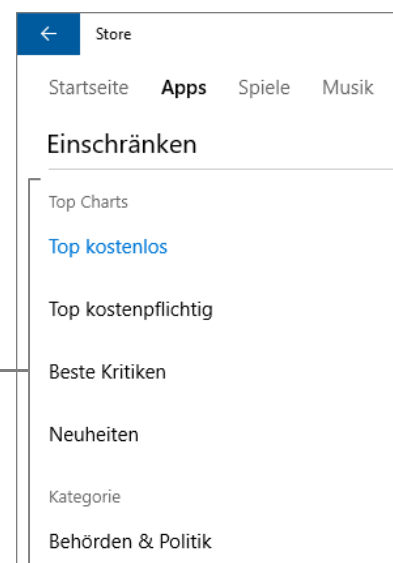 Store
Startseite Apps Spiele Musik
Einschränken
Top Charts
Top kostenlos
Top kostenpflichtig
Beste Kritiken
Neuheiten
Kategorie
Behörden & Politik